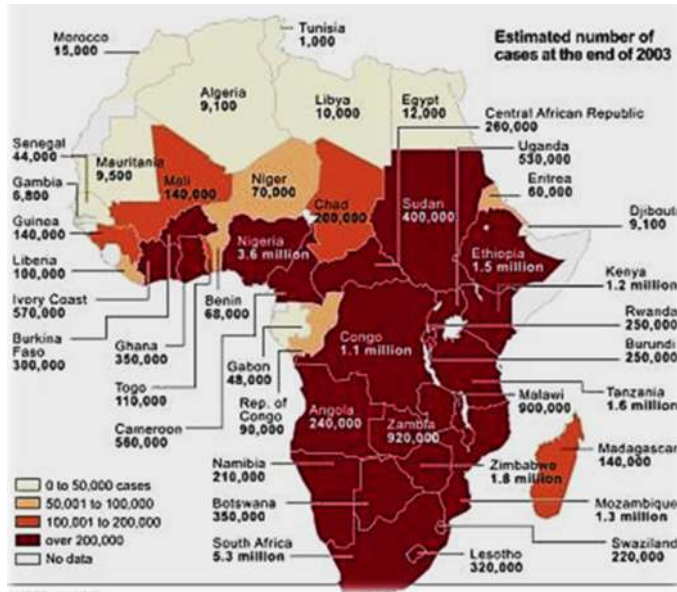 Estimated number of
cases at the end of 2003
Tunisia
1,000
Morocco
15,000
Algeria
9,100
Libya
10,000
Egypt
12,000
Central African Republic
260,000
Uganda
530,000
Eritrea
60,000
Djibouti
9,100
Senegal
44,000
Mauritania
9,500
Mali
140,000
Niger
70,000
Chad
200,000
Sudan
400,000
Gambia
6,800
Guinea
140,000
Liberia
100,000
Ivory Coast
570,000
Burkina
Faso
300,000
Ghana
350,000
Togo
110,000
Cameroon
560,000
Benin
68,000
Nigeria
3.6 million
Ethiopia
1.5 million
Kenya
1.2 million
Rwanda
250,000
Burundi
250,000
Gabon
48,000
Rep. of
Congo
90,000
Congo
1.1 million
Tanzania
1.6 million
Malawi
900,000
Angola
240,000
Zambia
920,000
Madagascar
140,000
Namibia
210,000
Zimbabwe
1.8 million
Botswana
350,000
Mozambique
1.3 million
South Africa
5.3 million
Lesotho
320,000
Swaziland
220,000
0 to 50,000 cases
50,001 to 100,000
100,001 to 200,000
over 200,000
No data